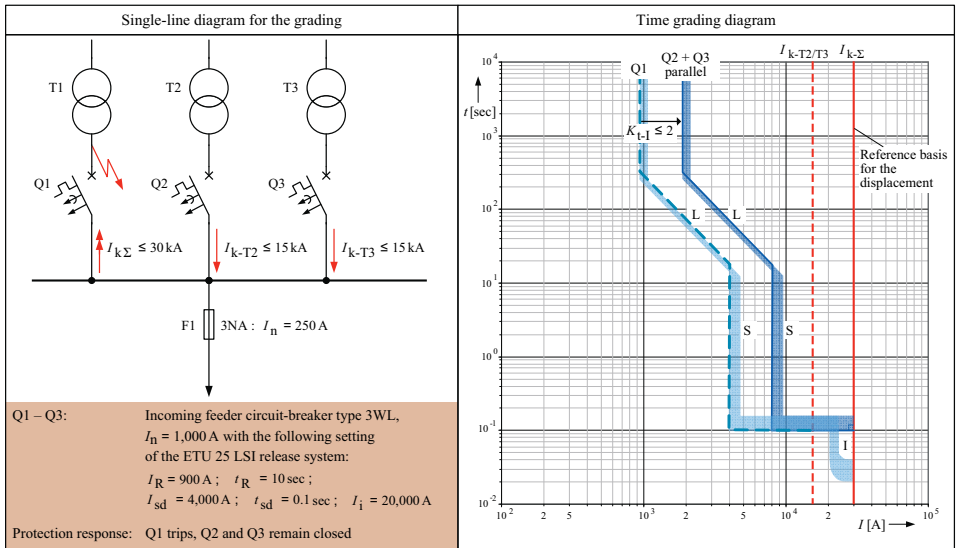 Single-line diagram for the grading
T1
T2
T3
Q1
Q2
Q3
I kΣ ≤ 30 kA
I k-T2 ≤ 15 kA
I k-T3 ≤ 15 kA
F1
3NA : I n = 250 A
Q1 – Q3: Incoming feeder circuit-breaker type 3WL,
I n = 1,000 A with the following setting
of the ETU 25 LSI release system:
I R = 900 A ; t R = 10 sec ;
I sd = 4,000 A ; t sd = 0.1 sec ; I i = 20,000 A
Protection response: Q1 trips, Q2 and Q3 remain closed
Time grading diagram
I k-T2/T3
I k-Σ
Q1
Q2 + Q3
parallel
t [sec]
K t-I ≤ 2
Reference basis
for the
displacement
L
L
S
S
I
10^4
10^3
10^2
10^1
10^0
10^-1
10^-2
10^2
2
5
10^3
2
5
10^4
2
5
10^5
I [A]